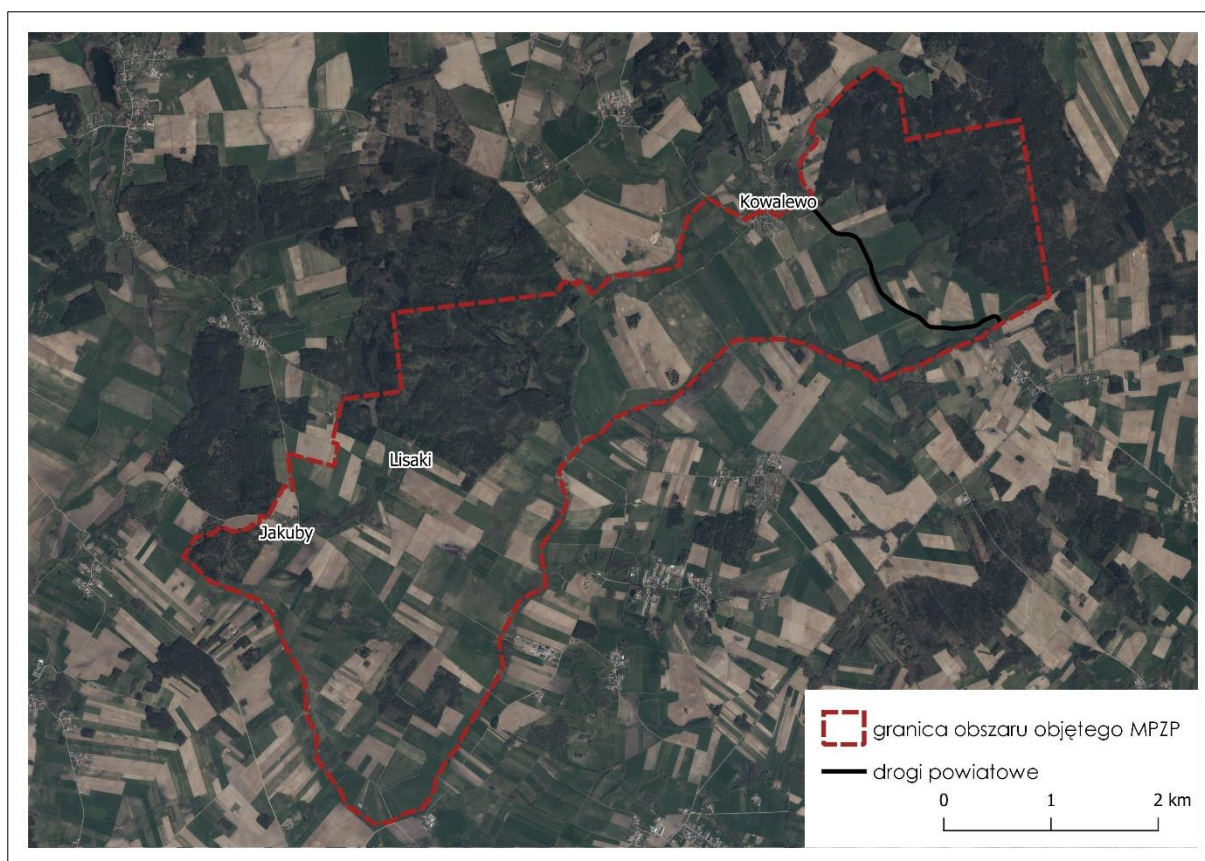 Kowalewo
Lisaki
Jakuby
granica obszaru objętego MPZP
drogi powiatowe
0 1 2 km